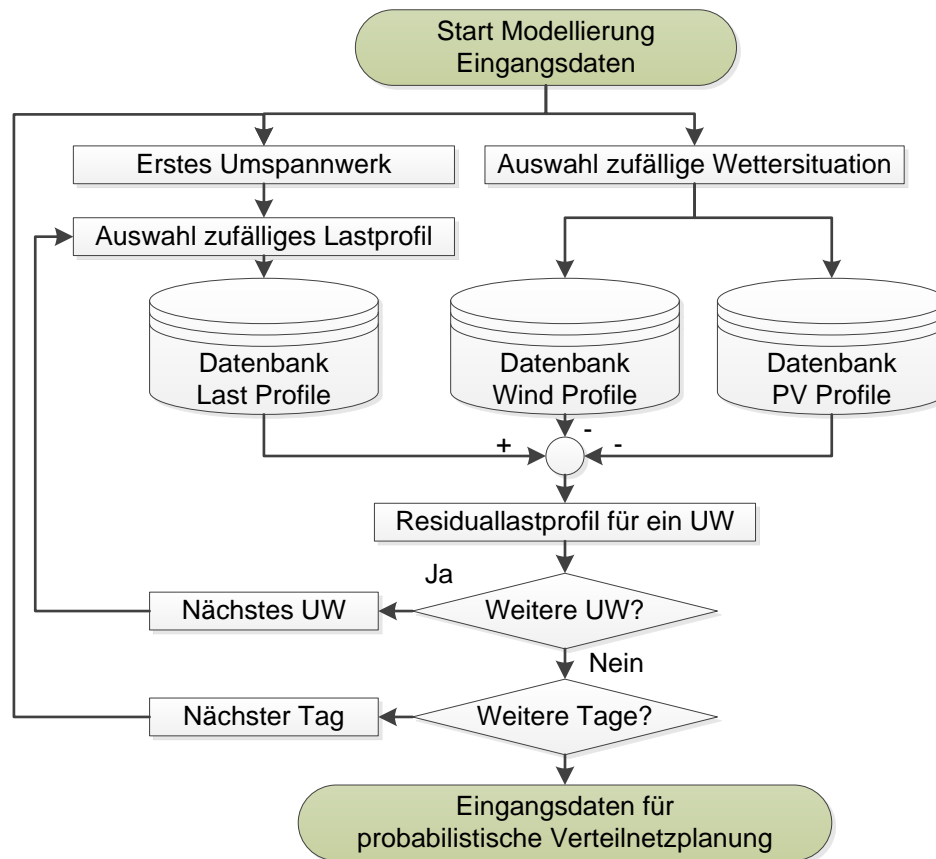 Start Modellierung
Eingangsdaten
Erstes Umspannwerk
Auswahl zufällige Wettersituation
Auswahl zufälliges Lastprofil
Datenbank
Last Profile
Datenbank
Wind Profile
Datenbank
PV Profile
+
-
-
Residuallastprofil für ein UW
Ja
Nächstes UW
Weitere UW?
Nein
Nächster Tag
Weitere Tage?
Eingangsdaten für
probabilistische Verteilnetzplanung